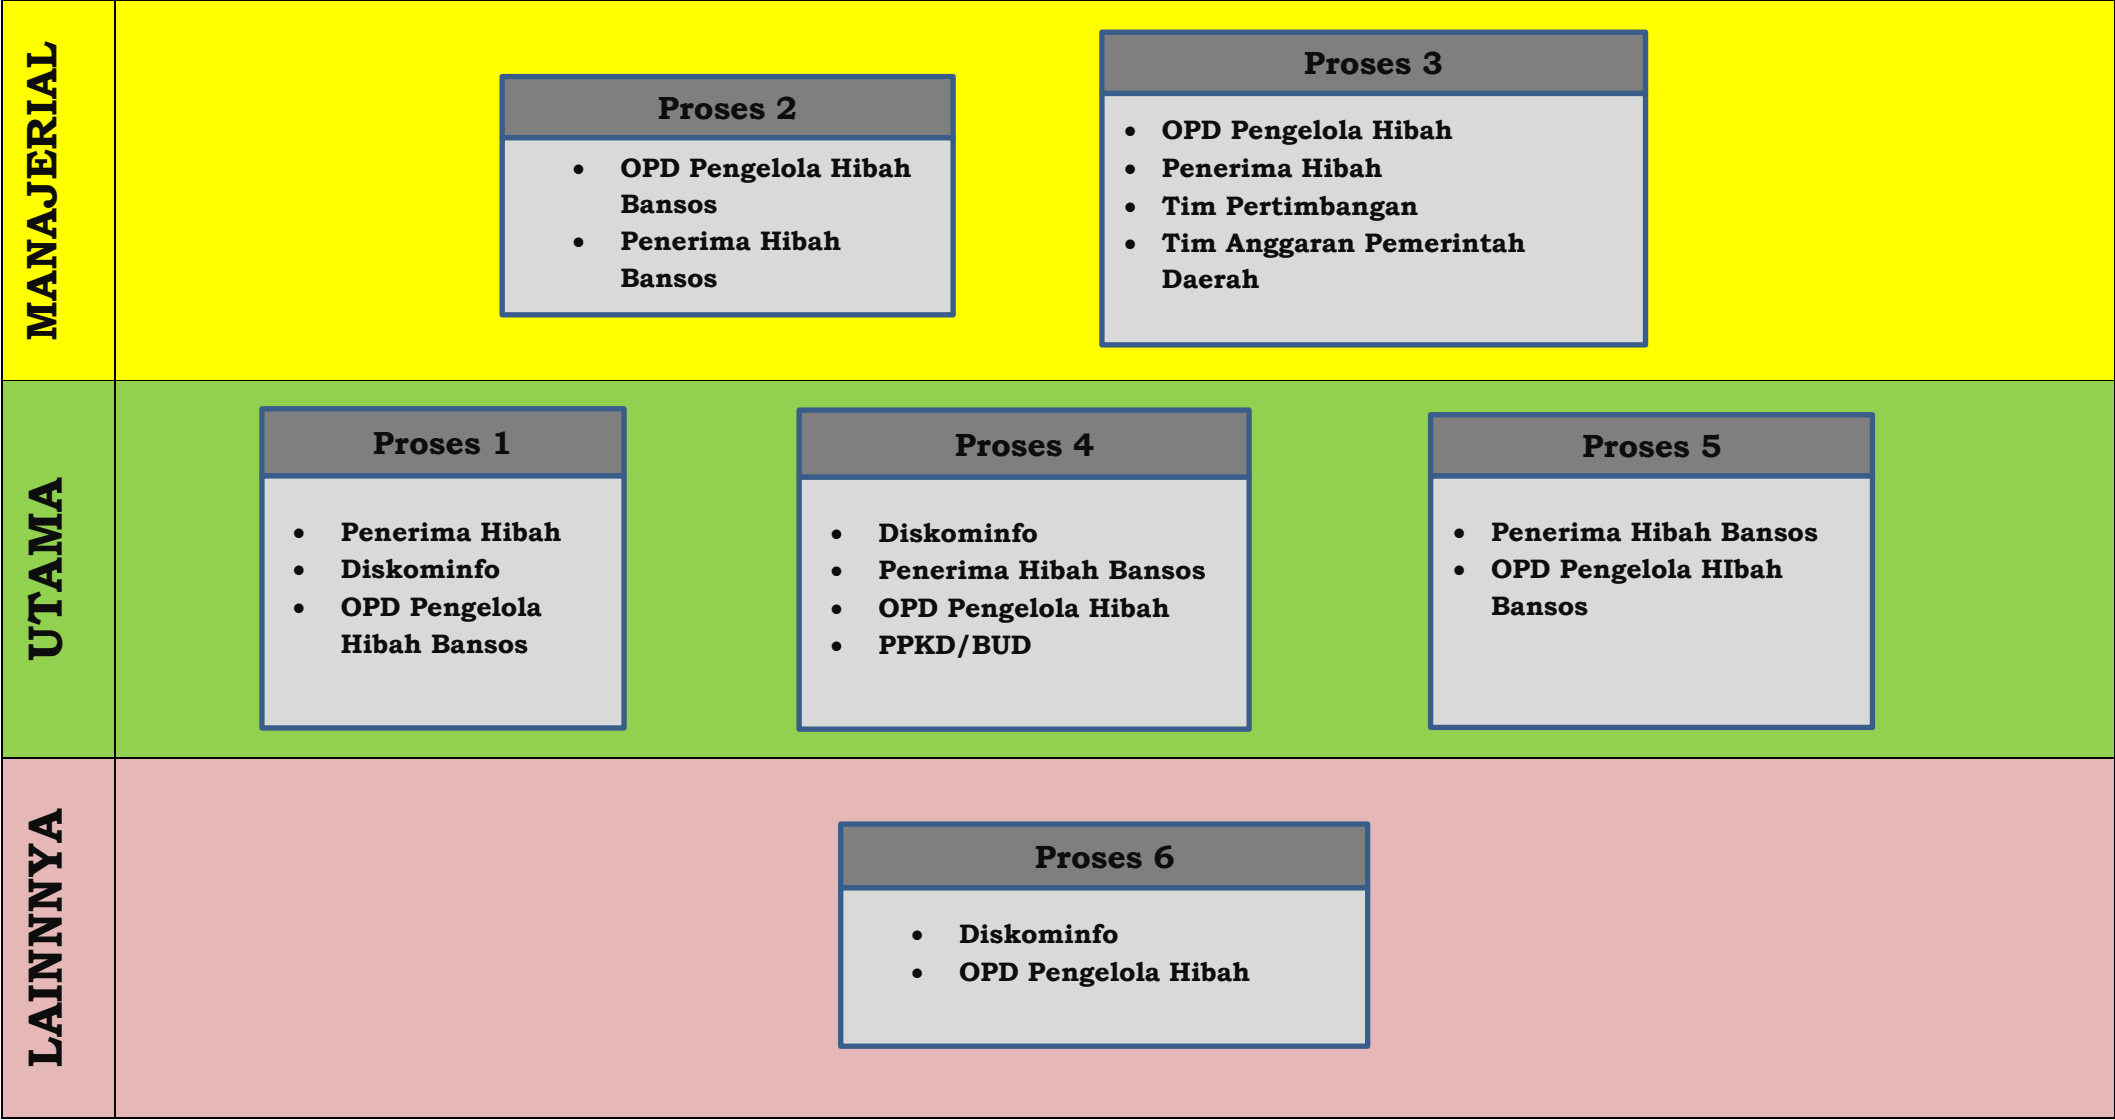 MANAJERIAL
Proses 2
• OPD Pengelola Hibah
Bansos
• Penerima Hibah
Bansos
Proses 3
• OPD Pengelola Hibah
• Penerima Hibah
• Tim Pertimbangan
• Tim Anggaran Pemerintah
Daerah
UTAMA
Proses 1
• Penerima Hibah
• Diskominfo
• OPD Pengelola
Hibah Bansos
Proses 4
• Diskominfo
• Penerima Hibah Bansos
• OPD Pengelola Hibah
• PPKD/BUD
Proses 5
• Penerima Hibah Bansos
• OPD Pengelola HIbah
Bansos
LAINNNYA
Proses 6
• Diskominfo
• OPD Pengelola Hibah